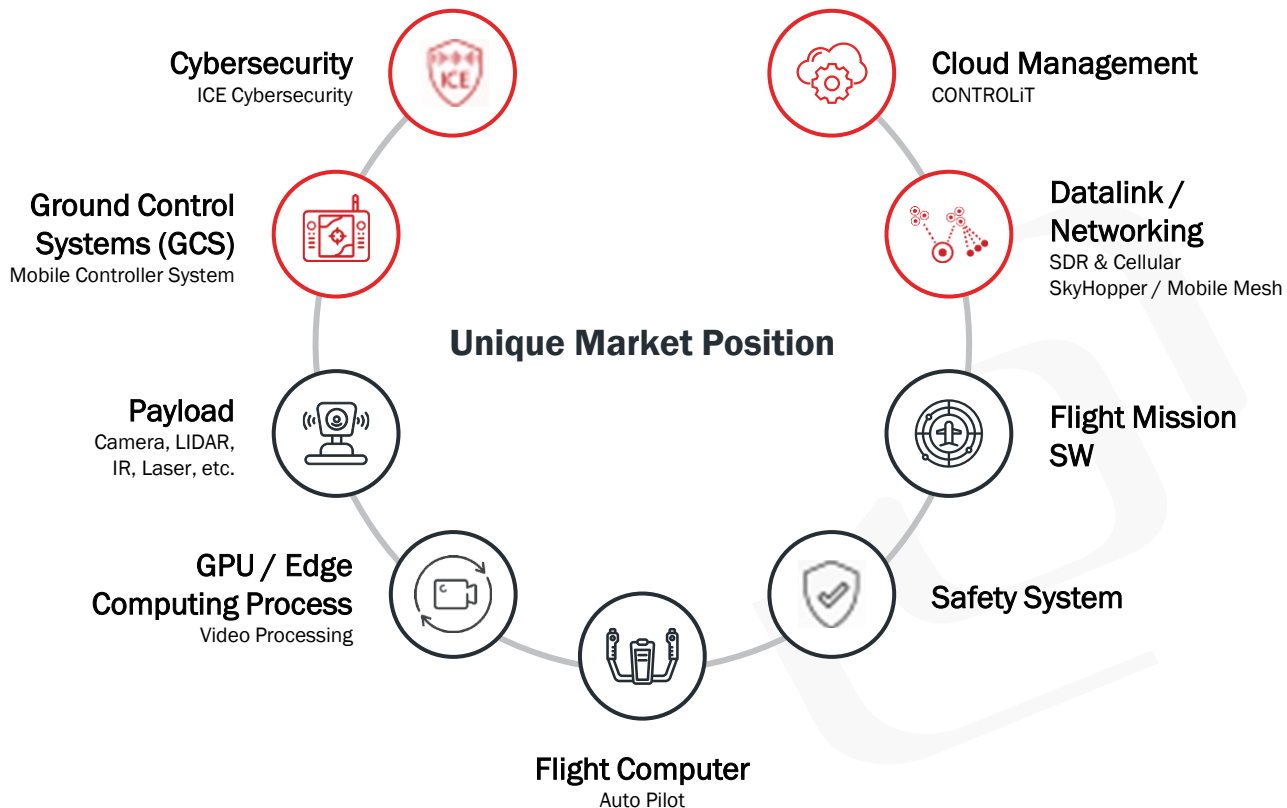 Cybersecurity
ICE Cybersecurity
ICE
Cloud Management
CONTROLiT
Ground Control
Systems (GCS)
Mobile Controller System
Datalink /
Networking
SDR & Cellular
SkyHopper / Mobile Mesh
Unique Market Position
Payload
Camera, LIDAR,
IR, Laser, etc.
Flight Mission
SW
GPU / Edge
Computing Process
Video Processing
Safety System
Flight Computer
Auto Pilot